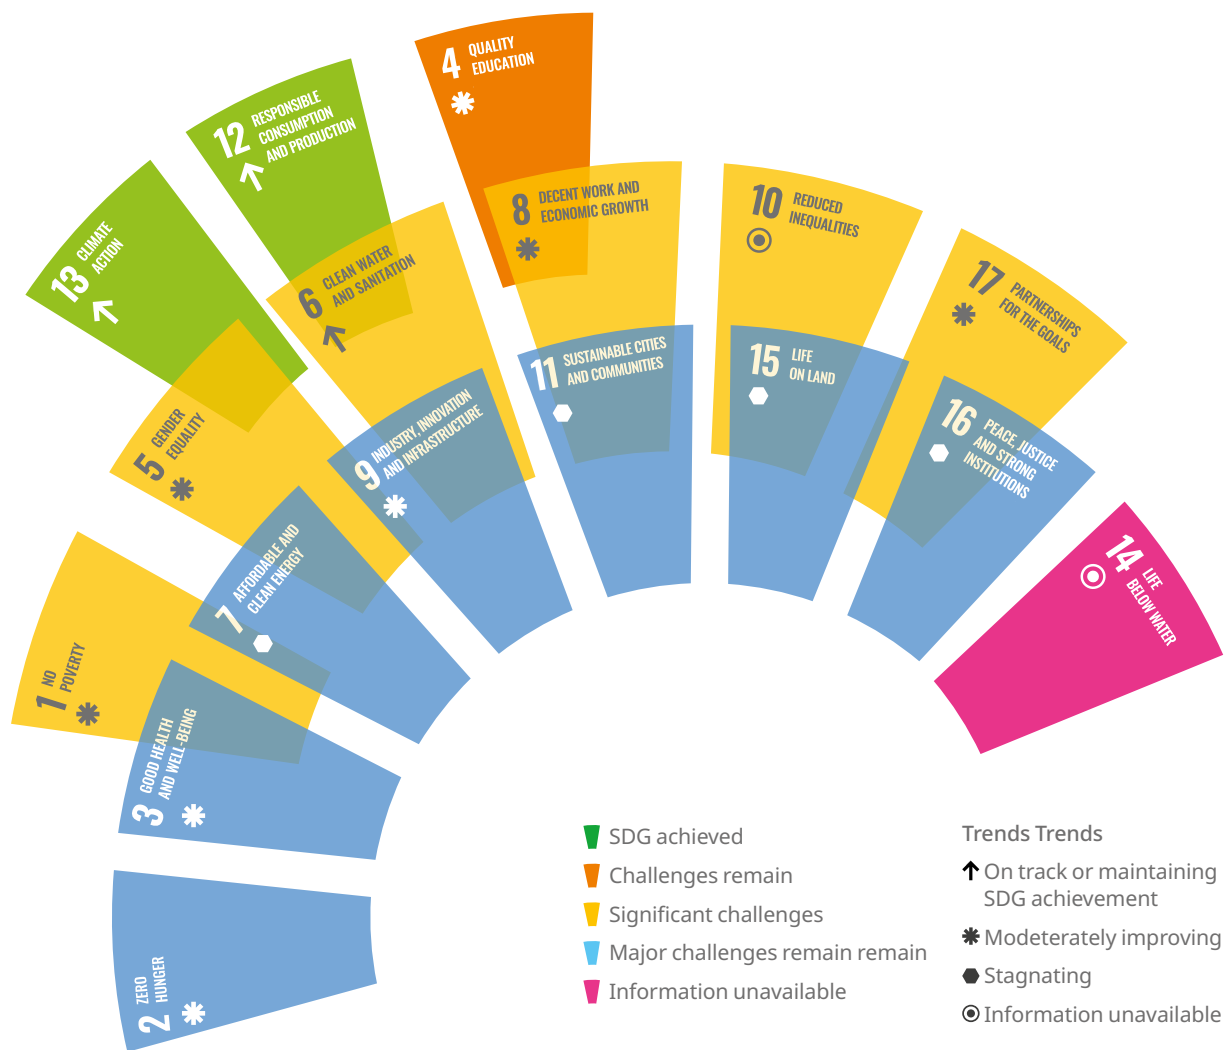 4 QUALITY
EDUCATION
12 RESPONSIBLE
CONSUMPTION
AND PRODUCTION
13 CLIMATE
ACTION
8 DECENT WORK AND
ECONOMIC GROWTH
10 REDUCED
INEQUALITIES
6 CLEAN WATER
AND SANITATION
17 PARTNERSHIPS
FOR THE GOALS
5 GENDER
EQUALITY
11 SUSTAINABLE CITIES
AND COMMUNITIES
15 LIFE
ON LAND
9 INDUSTRY, INNOVATION
AND INFRASTRUCTURE
16 PEACE, JUSTICE
AND STRONG
INSTITUTIONS
7 AFFORDABLE AND
CLEAN ENERGY
14 LIFE
BELOW WATER
1 NO
POVERTY
3 GOOD HEALTH
AND WELL-BEING
2 ZERO
HUNGER
SDG achieved
Challenges remain
Significant challenges
Major challenges remain remain
Information unavailable
Trends Trends
On track or maintaining
SDG achievement
Modeterately improving
Stagnating
Information unavailable